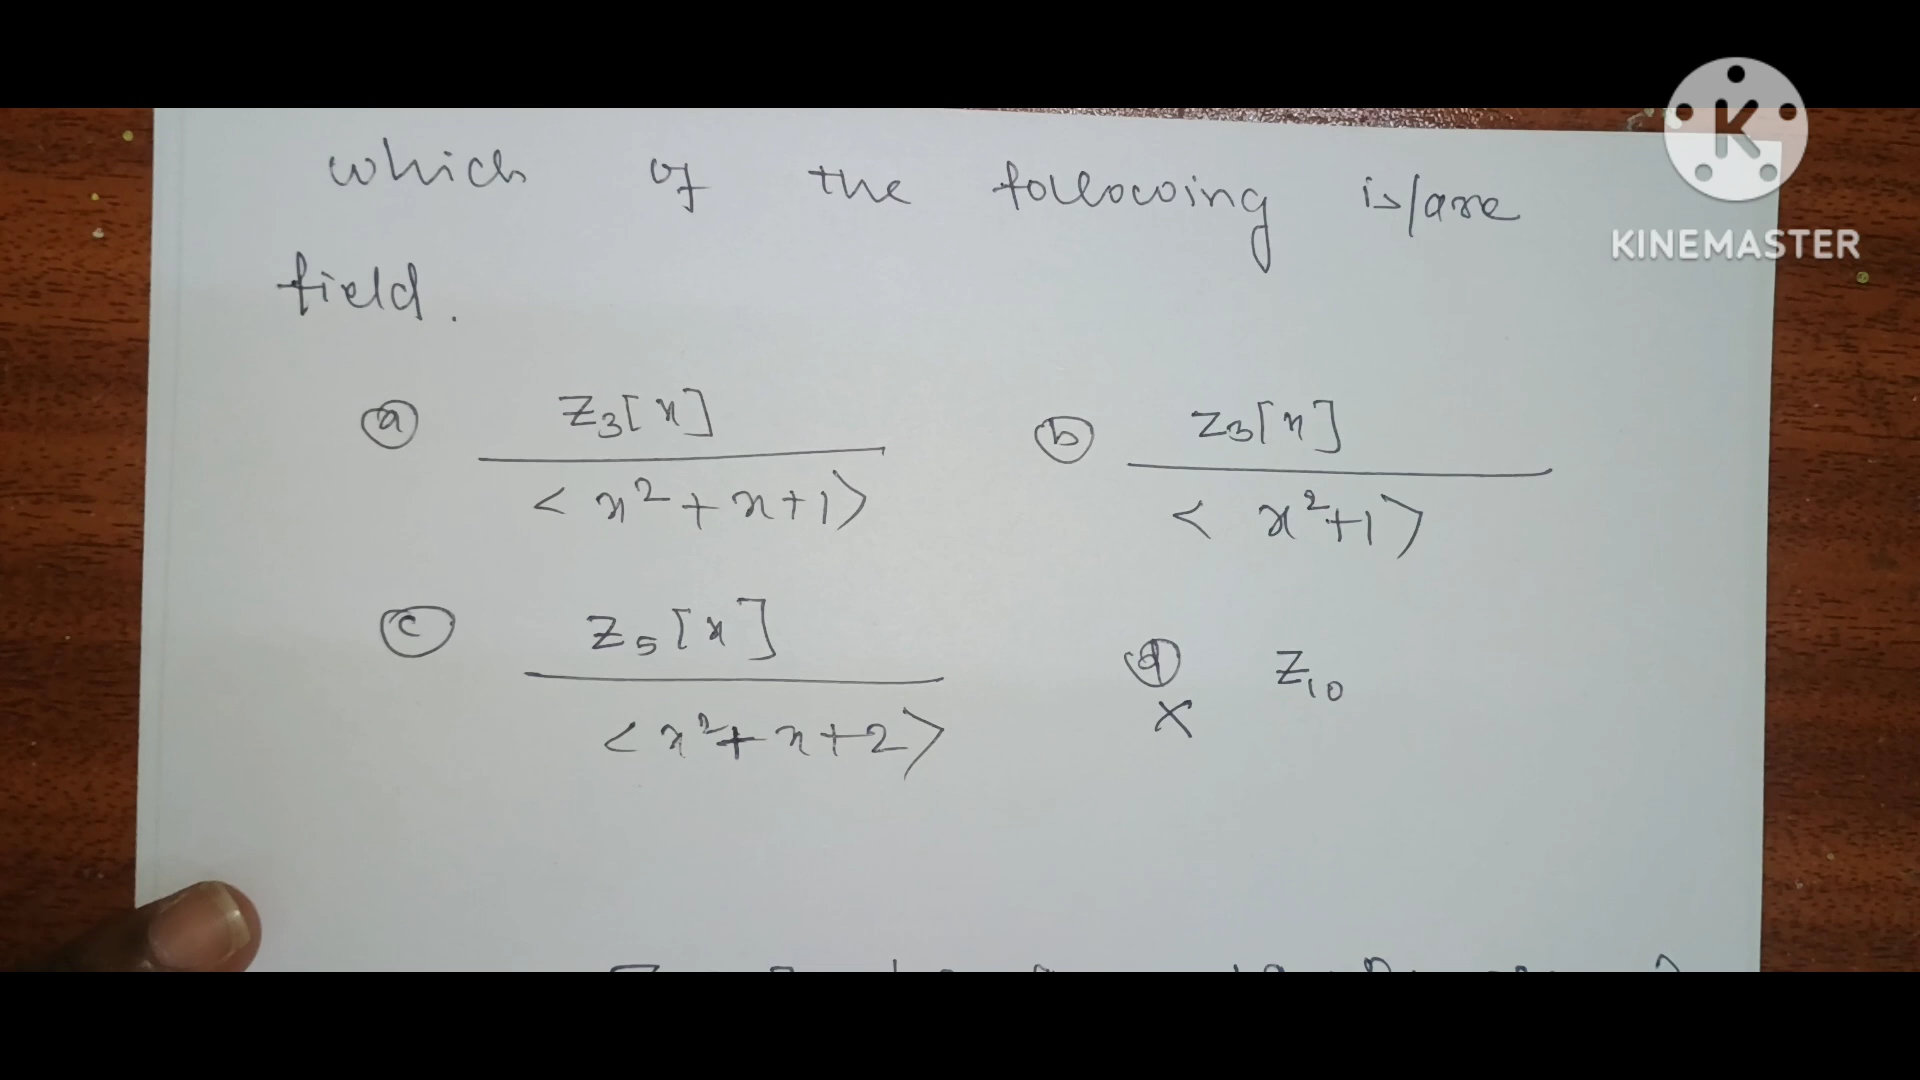 K
KINEMASTER
which of the following is/are
field.
(a) Z₃[x] / < x² + x + 1 >
(b) Z₃[x] / < x² + 1 >
(c) Z₅[x] / < x² + x + 2 >
(d) Z₁₀
X